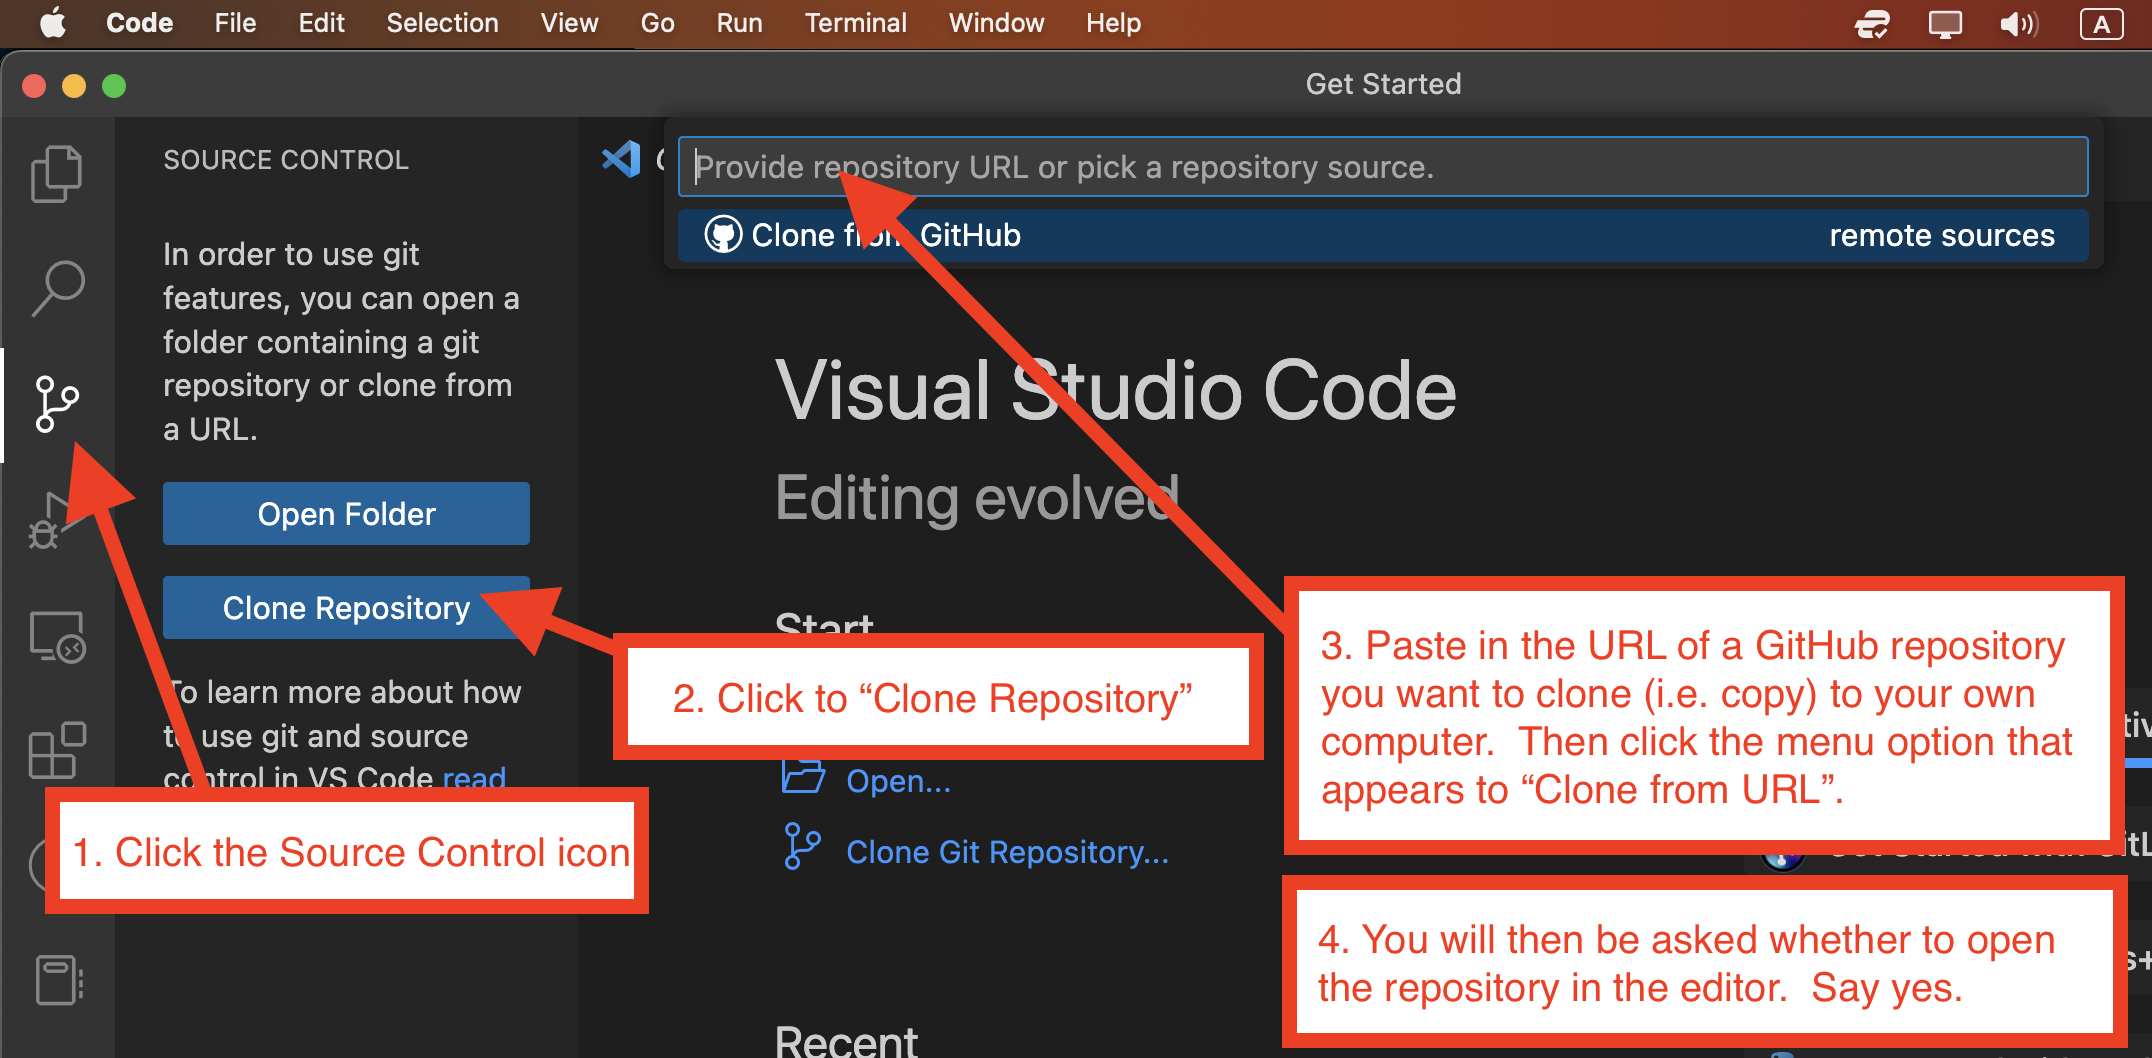 Code File Edit Selection View Go Run Terminal Window Help A
Get Started
SOURCE CONTROL
Provide repository URL or pick a repository source.
Clone from GitHub remote sources
In order to use git
features, you can open a
folder containing a git
repository or clone from
a URL.
Open Folder
Clone Repository
To learn more about how
to use git and source
control in VS Code read
Visual Studio Code
Editing evolved
Start
Open...
Clone Git Repository...
Recent
1. Click the Source Control icon
2. Click to “Clone Repository”
3. Paste in the URL of a GitHub repository
you want to clone (i.e. copy) to your own
computer.  Then click the menu option that
appears to “Clone from URL”.
4. You will then be asked whether to open
the repository in the editor.  Say yes.